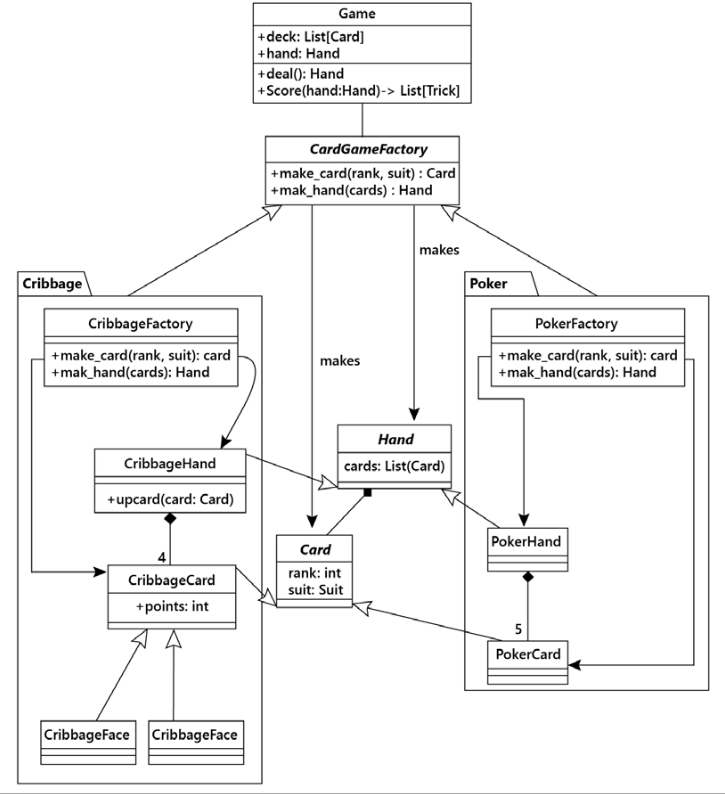 Game
+deck: List[Card]
+hand: Hand
+deal(): Hand
+Score(hand:Hand)-> List[Trick]
CardGameFactory
+make_card(rank, suit) : Card
+mak_hand(cards) : Hand
makes
makes
Cribbage
CribbageFactory
+make_card(rank, suit): card
+mak_hand(cards): Hand
CribbageHand
+upcard(card: Card)
4
CribbageCard
+points: int
CribbageFace
CribbageFace
Hand
cards: List(Card)
Card
rank: int
suit: Suit
Poker
PokerFactory
+make_card(rank, suit): card
+mak_hand(cards): Hand
PokerHand
5
PokerCard